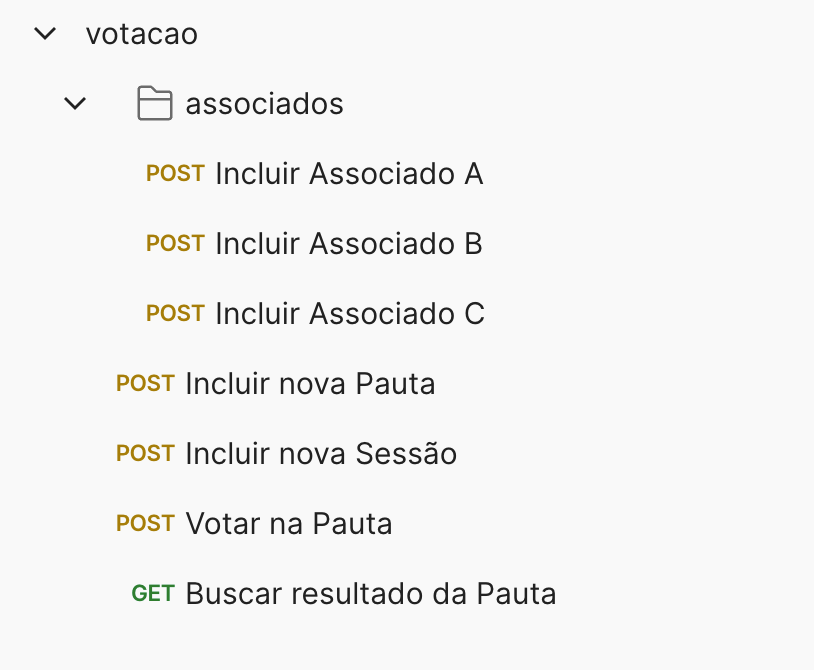 votacao
associados
POST Incluir Associado A
POST Incluir Associado B
POST Incluir Associado C
POST Incluir nova Pauta
POST Incluir nova Sessão
POST Votar na Pauta
GET Buscar resultado da Pauta